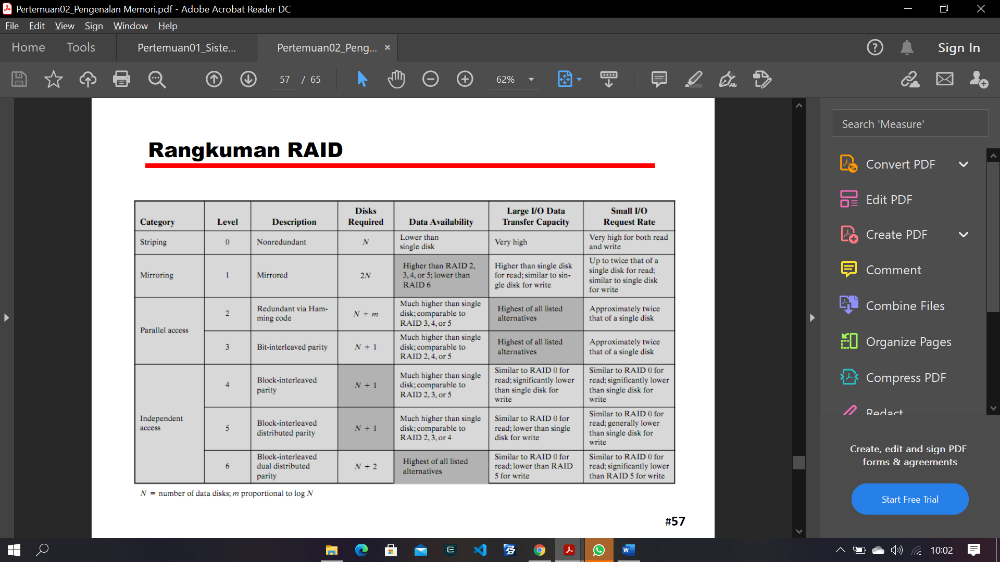 Pertemuan02_Pengenalan Memori.pdf - Adobe Acrobat Reader DC
File Edit View Sign Window Help
Home Tools Pertemuan01_Siste... Pertemuan02_Peng... × Sign In
57 / 65 62%
Rangkuman RAID
Category
Level
Description
Disks
Required
Data Availability
Large I/O Data
Transfer Capacity
Small I/O
Request Rate
Striping
0
Nonredundant
N
Lower than
single disk
Very high
Very high for both read
and write
Mirroring
1
Mirrored
2N
Higher than RAID 2,
3, 4, or 5; lower than
RAID 6
Higher than single disk
for read; similar to sin-
gle disk for write
Up to twice that of a
single disk for read;
similar to single disk
for write
Parallel access
2
Redundant via Ham-
ming code
N + m
Much higher than single
disk; comparable to
RAID 3, 4, or 5
Highest of all listed
alternatives
Approximately twice
that of a single disk
3
Bit-interleaved parity
N + 1
Much higher than single
disk; comparable to
RAID 2, 4, or 5
Highest of all listed
alternatives
Approximately twice
that of a single disk
Independent
access
4
Block-interleaved
parity
N + 1
Much higher than single
disk; comparable to
RAID 2, 3, or 5
Similar to RAID 0 for
read; significantly lower
than single disk for
write
Similar to RAID 0 for
read; significantly lower
than single disk for
write
5
Block-interleaved
distributed parity
N + 1
Much higher than single
disk; comparable to
RAID 2, 3, or 4
Similar to RAID 0 for
read; lower than single
disk for write
Similar to RAID 0 for
read; generally lower
than single disk for
write
6
Block-interleaved
dual distributed
parity
N + 2
Highest of all listed
alternatives
Similar to RAID 0 for
read; lower than RAID
5 for write
Similar to RAID 0 for
read; significantly lower
than RAID 5 for write
N = number of data disks; m proportional to log N
#57
Search 'Measure'
Convert PDF
Edit PDF
Create PDF
Comment
Combine Files
Organize Pages
Compress PDF
Redact
Create, edit and sign PDF
forms & agreements
Start Free Trial
10:02